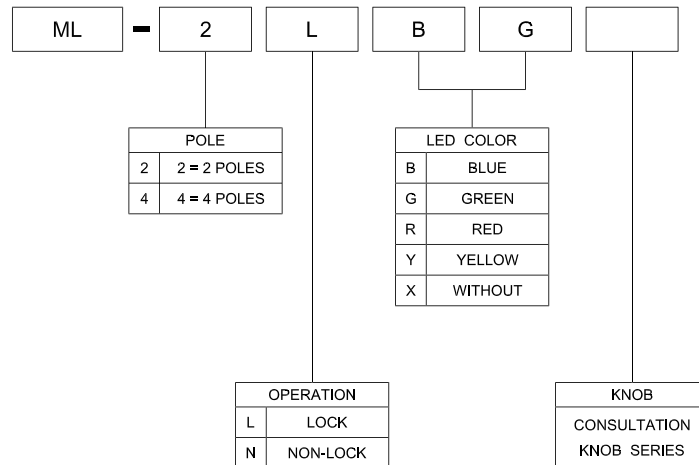 ML - 2 L B G
POLE
2 2 = 2 POLES
4 4 = 4 POLES
LED COLOR
B BLUE
G GREEN
R RED
Y YELLOW
X WITHOUT
OPERATION
L LOCK
N NON-LOCK
KNOB
CONSULTATION
KNOB SERIES